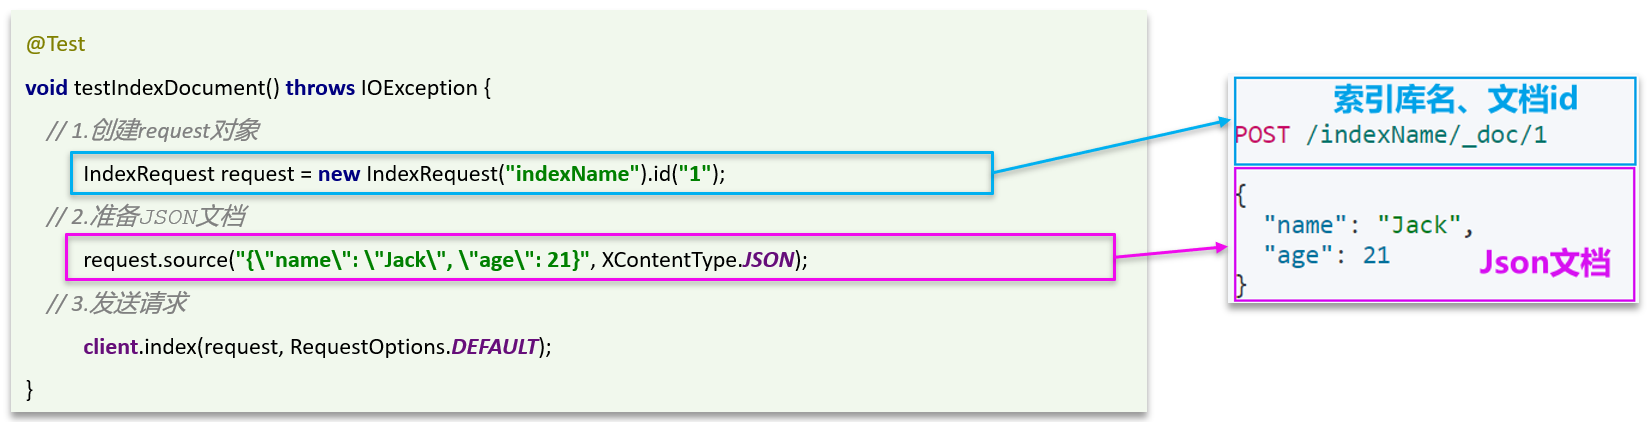 @Test
void testIndexDocument() throws IOException {
// 1.创建request对象
IndexRequest request = new IndexRequest("indexName").id("1");
// 2.准备JSON文档
request.source("{\"name\": \"Jack\", \"age\": 21}", XContentType.JSON);
// 3.发送请求
client.index(request, RequestOptions.DEFAULT);
}
索引库名、文档id
POST /indexName/_doc/1
{
"name": "Jack",
"age": 21
Json文档
}